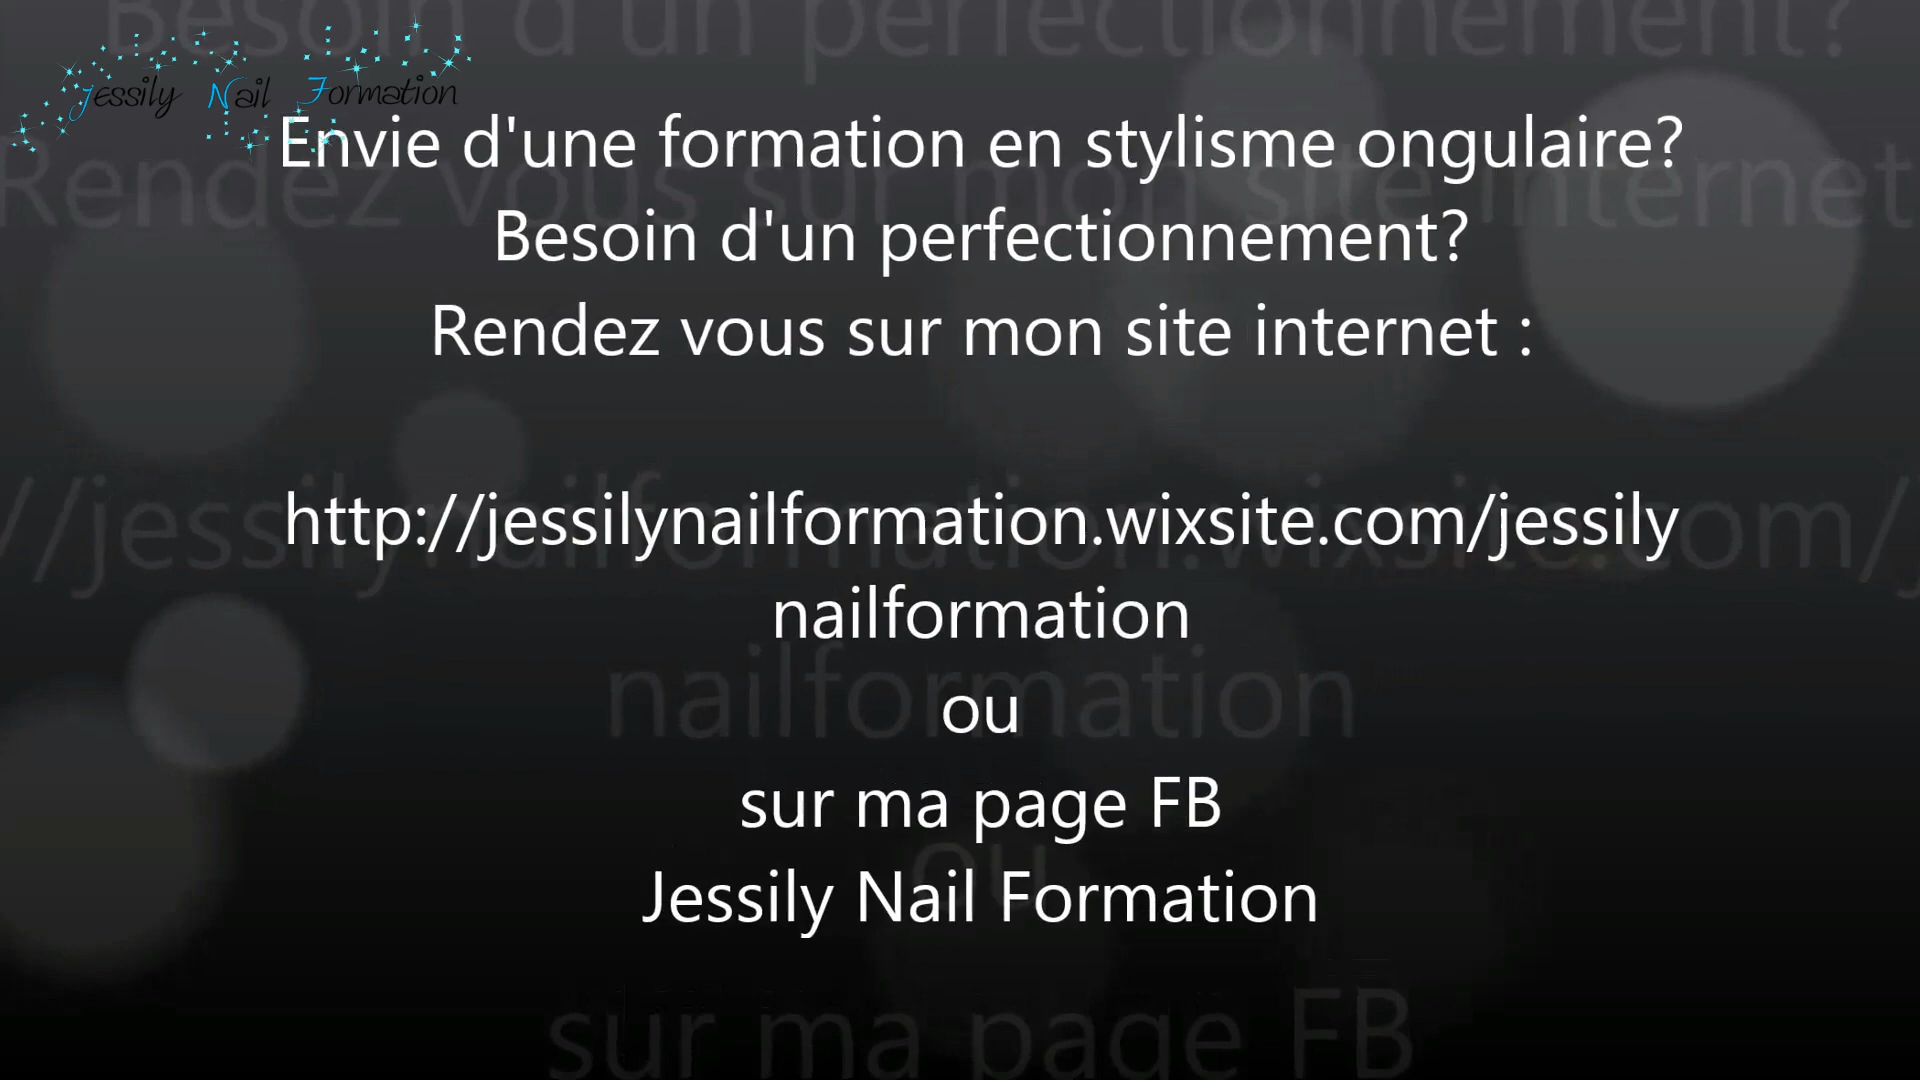 Jessily Nail Formation
Envie d'une formation en stylisme ongulaire?
Besoin d'un perfectionnement?
Rendez vous sur mon site internet :
http://jessilynailformation.wixsite.com/jessily
nailformation
ou
sur ma page FB
Jessily Nail Formation